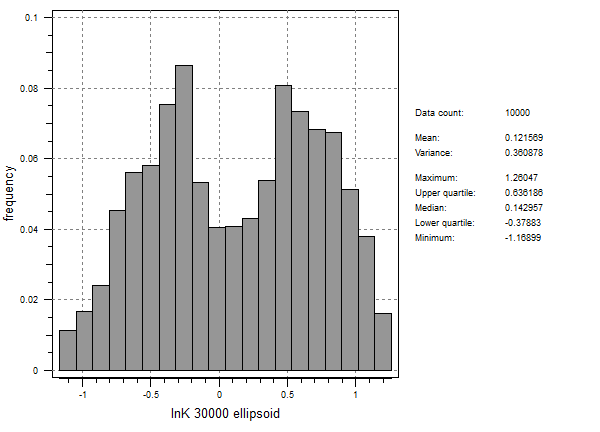 0.1
0.08
0.06
0.04
0.02
0
frequency
-1 -0.5 0 0.5 1
lnK 30000 ellipsoid
Data count: 10000
Mean: 0.121569
Variance: 0.360878
Maximum: 1.26047
Upper quartile: 0.636186
Median: 0.142957
Lower quartile: -0.37883
Minimum: -1.16899